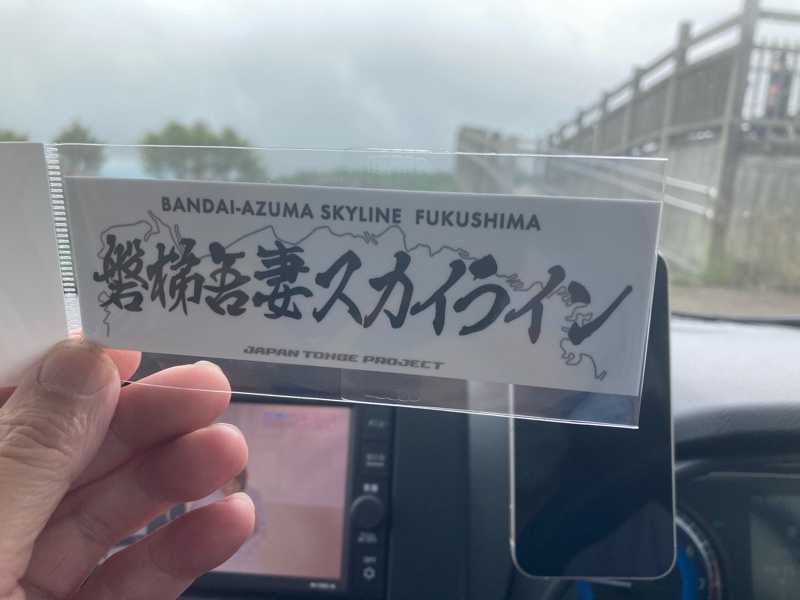 BANDAI-AZUMA SKYLINE FUKUSHIMA
磐梯吾妻スカイライン
JAPAN TOHGE PROJECT